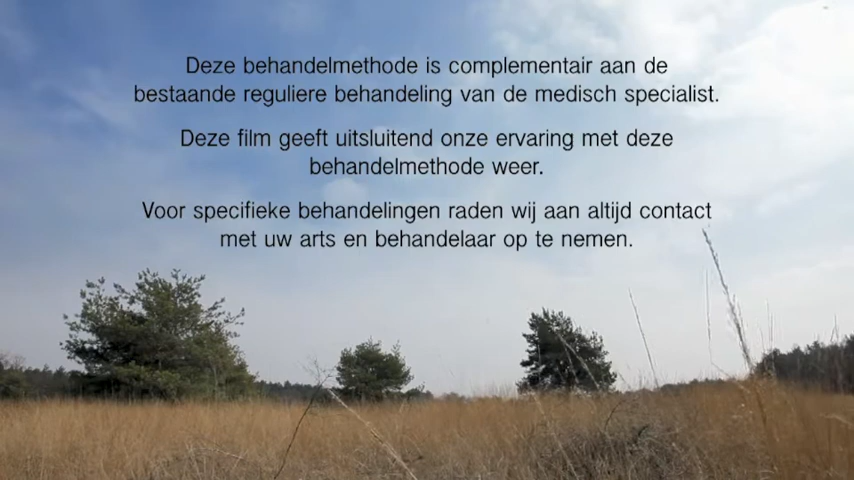 Deze behandelmethode is complementair aan de
bestaande reguliere behandeling van de medisch specialist.
Deze film geeft uitsluitend onze ervaring met deze
behandelmethode weer.
Voor specifieke behandelingen raden wij aan altijd contact
met uw arts en behandelaar op te nemen.